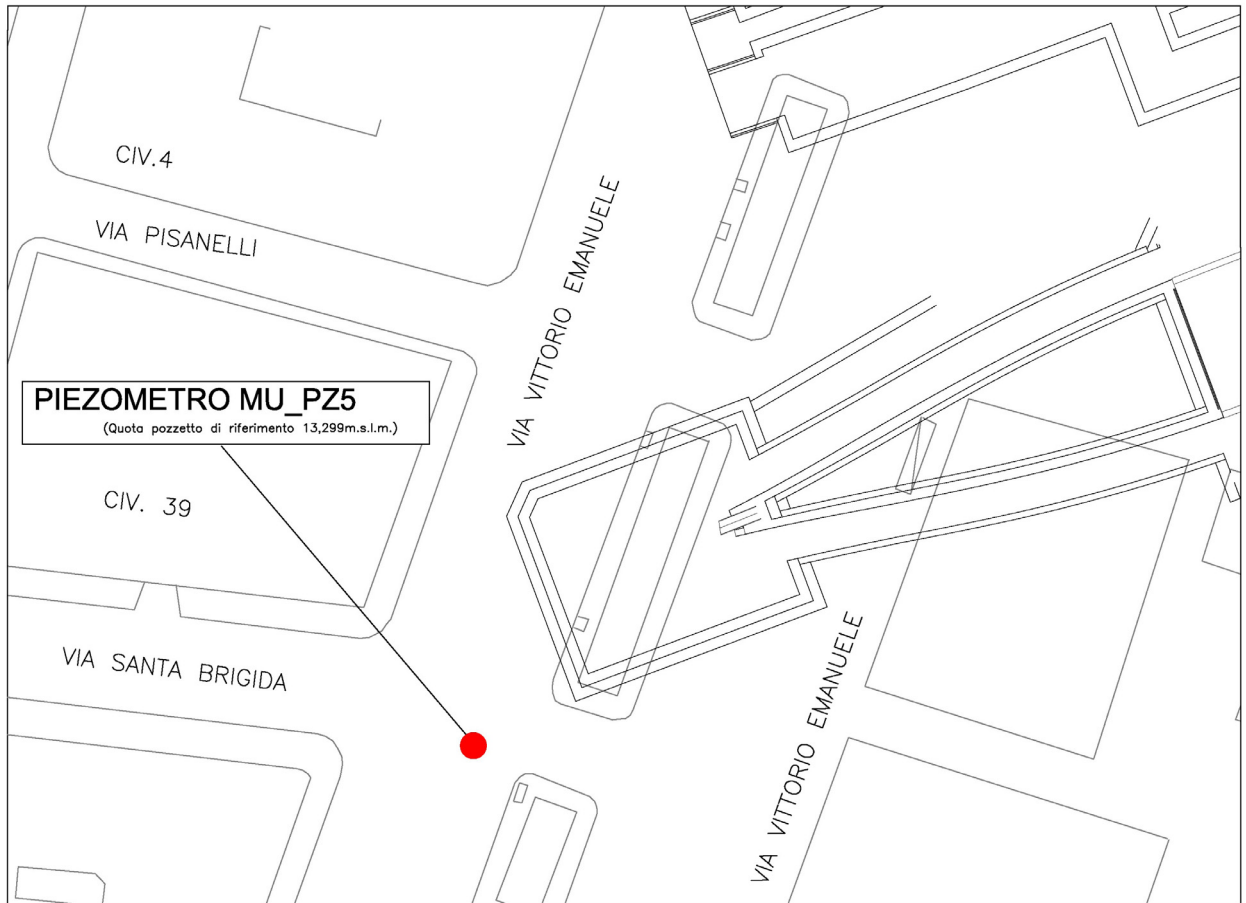 CIV.4
VIA PISANELLI
VIA VITTORIO EMANUELE
PIEZOMETRO MU_PZ5
(Quota pozzetto di riferimento 13,299m.s.l.m.)
CIV. 39
VIA SANTA BRIGIDA
VIA VITTORIO EMANUELE